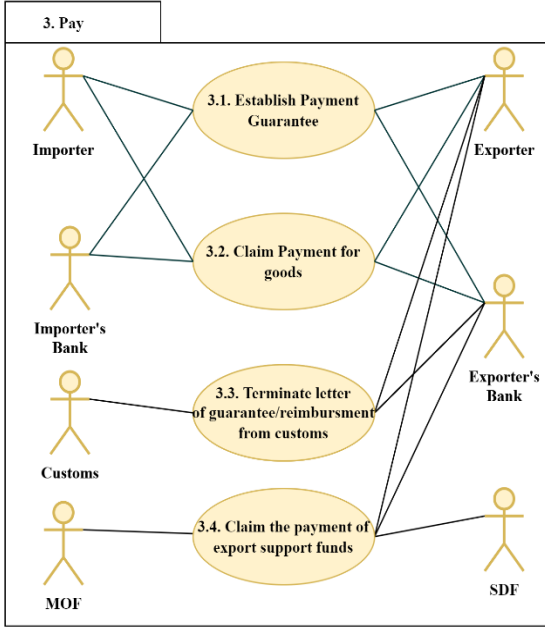 3. Pay
Importer
3.1. Establish Payment
Guarantee
Exporter
Importer's
Bank
3.2. Claim Payment for
goods
Exporter's
Bank
Customs
3.3. Terminate letter
of guarantee/reimbursment
from customs
MOF
3.4. Claim the payment of
export support funds
SDF